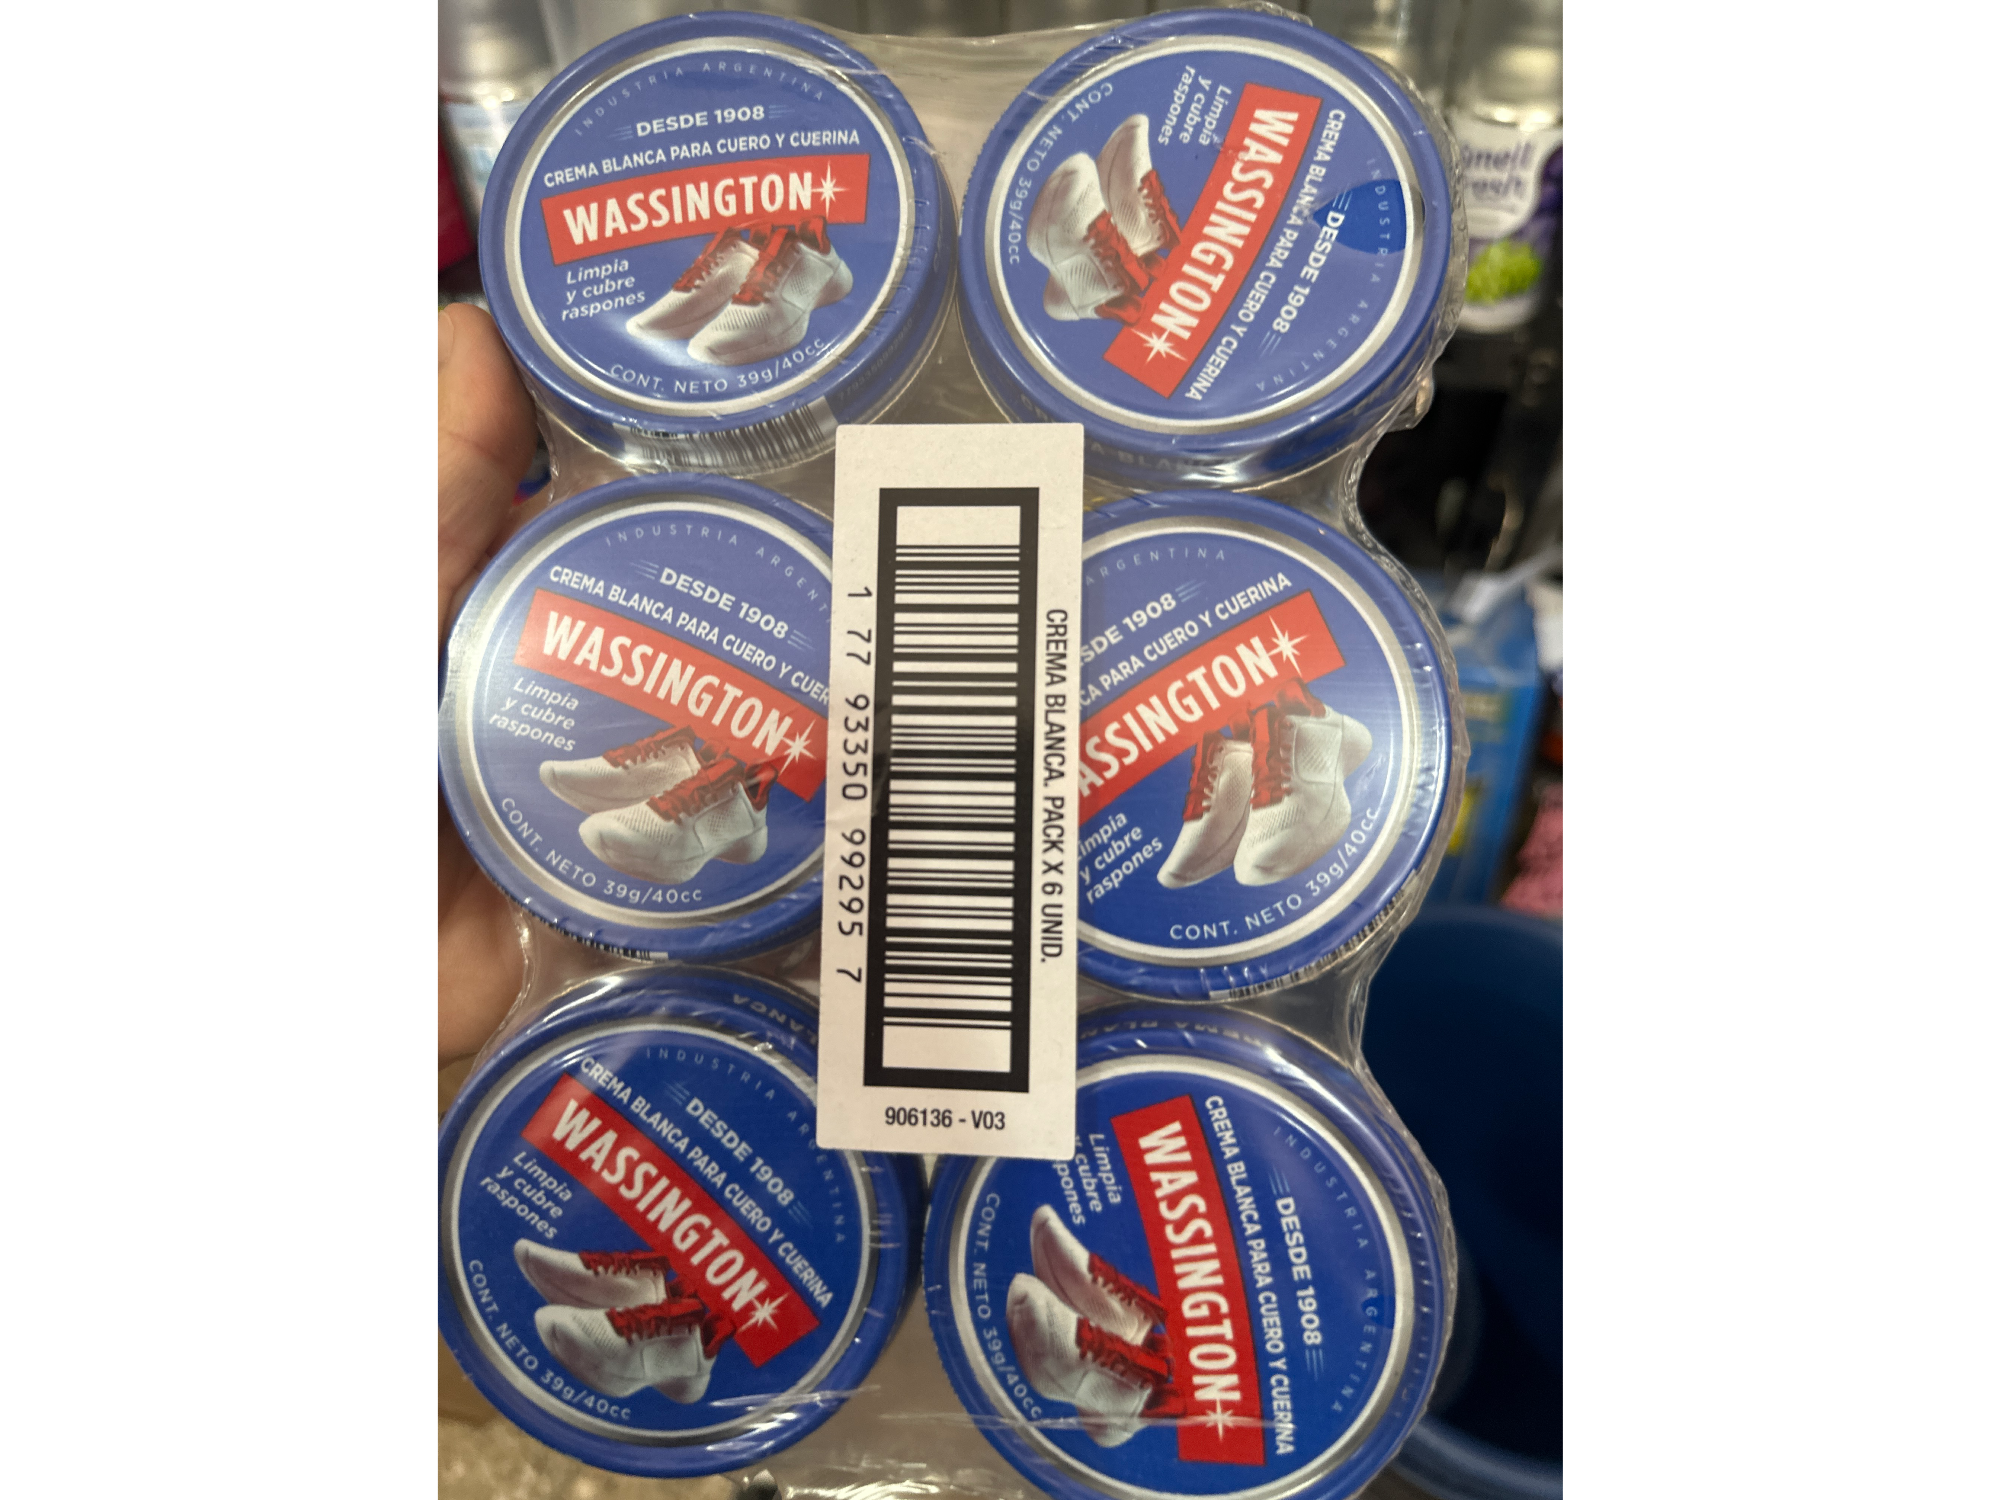 INDUSTRIA ARGENTINA
DESDE 1908
CREMA BLANCA PARA CUERO Y CUERINA
WASSINGTON
Limpia
y cubre
raspones
CONT. NETO 39g/40cc
INDUSTRIA ARGENTINA
DESDE 1908
CREMA BLANCA PARA CUERO Y CUERINA
WASSINGTON
Limpia
y cubre
raspones
CONT. NETO 39g/40cc
INDUSTRIA ARGENT
DESDE 1908
CREMA BLANCA PARA CUERO Y CUER
WASSINGTON
Limpia
y cubre
raspones
CONT. NETO 39g/40cc
CREMA BLANCA. PACK X 6 UNID.
1 77 93350 99295 7
906136 - V03
ARGENTINA
SDE 1908
CA PARA CUERO Y CUERINA
ASSINGTON
impia
y cubre
raspones
CONT. NETO 39g/40cc
BLANCA
INDUSTRIA ARGENTINA
DESDE 1908
CREMA BLANCA PARA CUERO Y CUERINA
WASSINGTON
Limpia
y cubre
raspones
CONT. NETO 39g/40cc
INDUSTRIA ARGENTINA
DESDE 1908
CREMA BLANCA PARA CUERO Y CUERINA
WASSINGTON
Limpia
y cubre
spones
CONT. NETO 39g/40cc